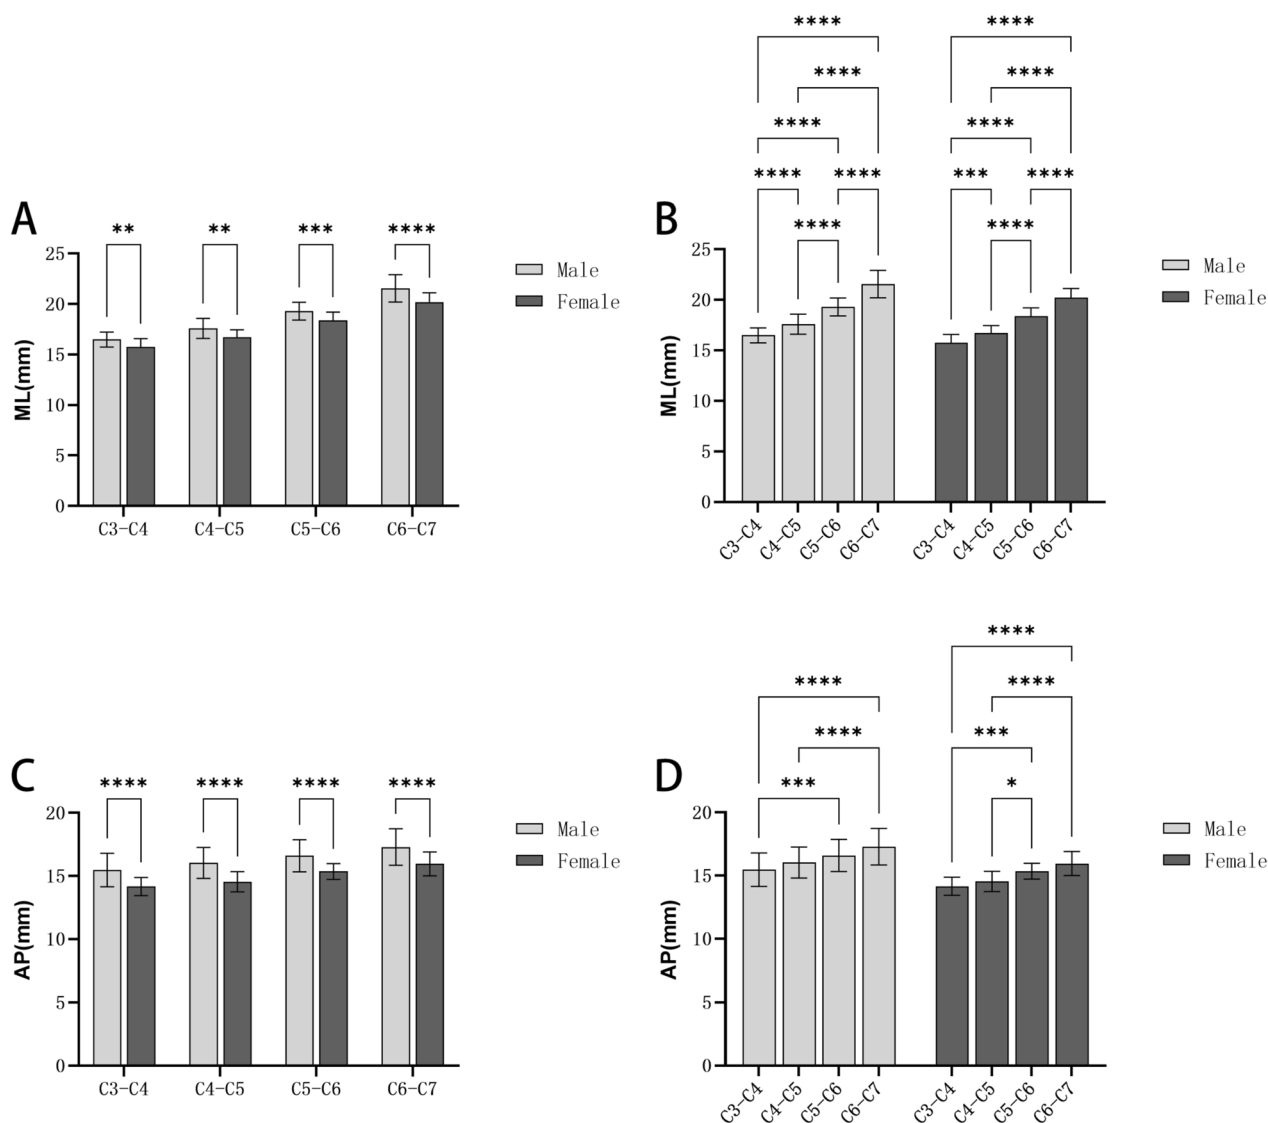 A
** ** *** ****
ML(mm)
25
20
15
10
5
0
C3-C4 C4-C5 C5-C6 C6-C7
Male
Female
B
**** ****
**** ****
**** ****
**** **** *** ****
**** ****
ML(mm)
25
20
15
10
5
0
C3-C4 C4-C5 C5-C6 C6-C7 C3-C4 C4-C5 C5-C6 C6-C7
Male
Female
C
**** **** **** ****
AP(mm)
20
15
10
5
0
C3-C4 C4-C5 C5-C6 C6-C7
Male
Female
D
****
**** ****
**** ***
*** *
AP(mm)
20
15
10
5
0
C3-C4 C4-C5 C5-C6 C6-C7 C3-C4 C4-C5 C5-C6 C6-C7
Male
Female